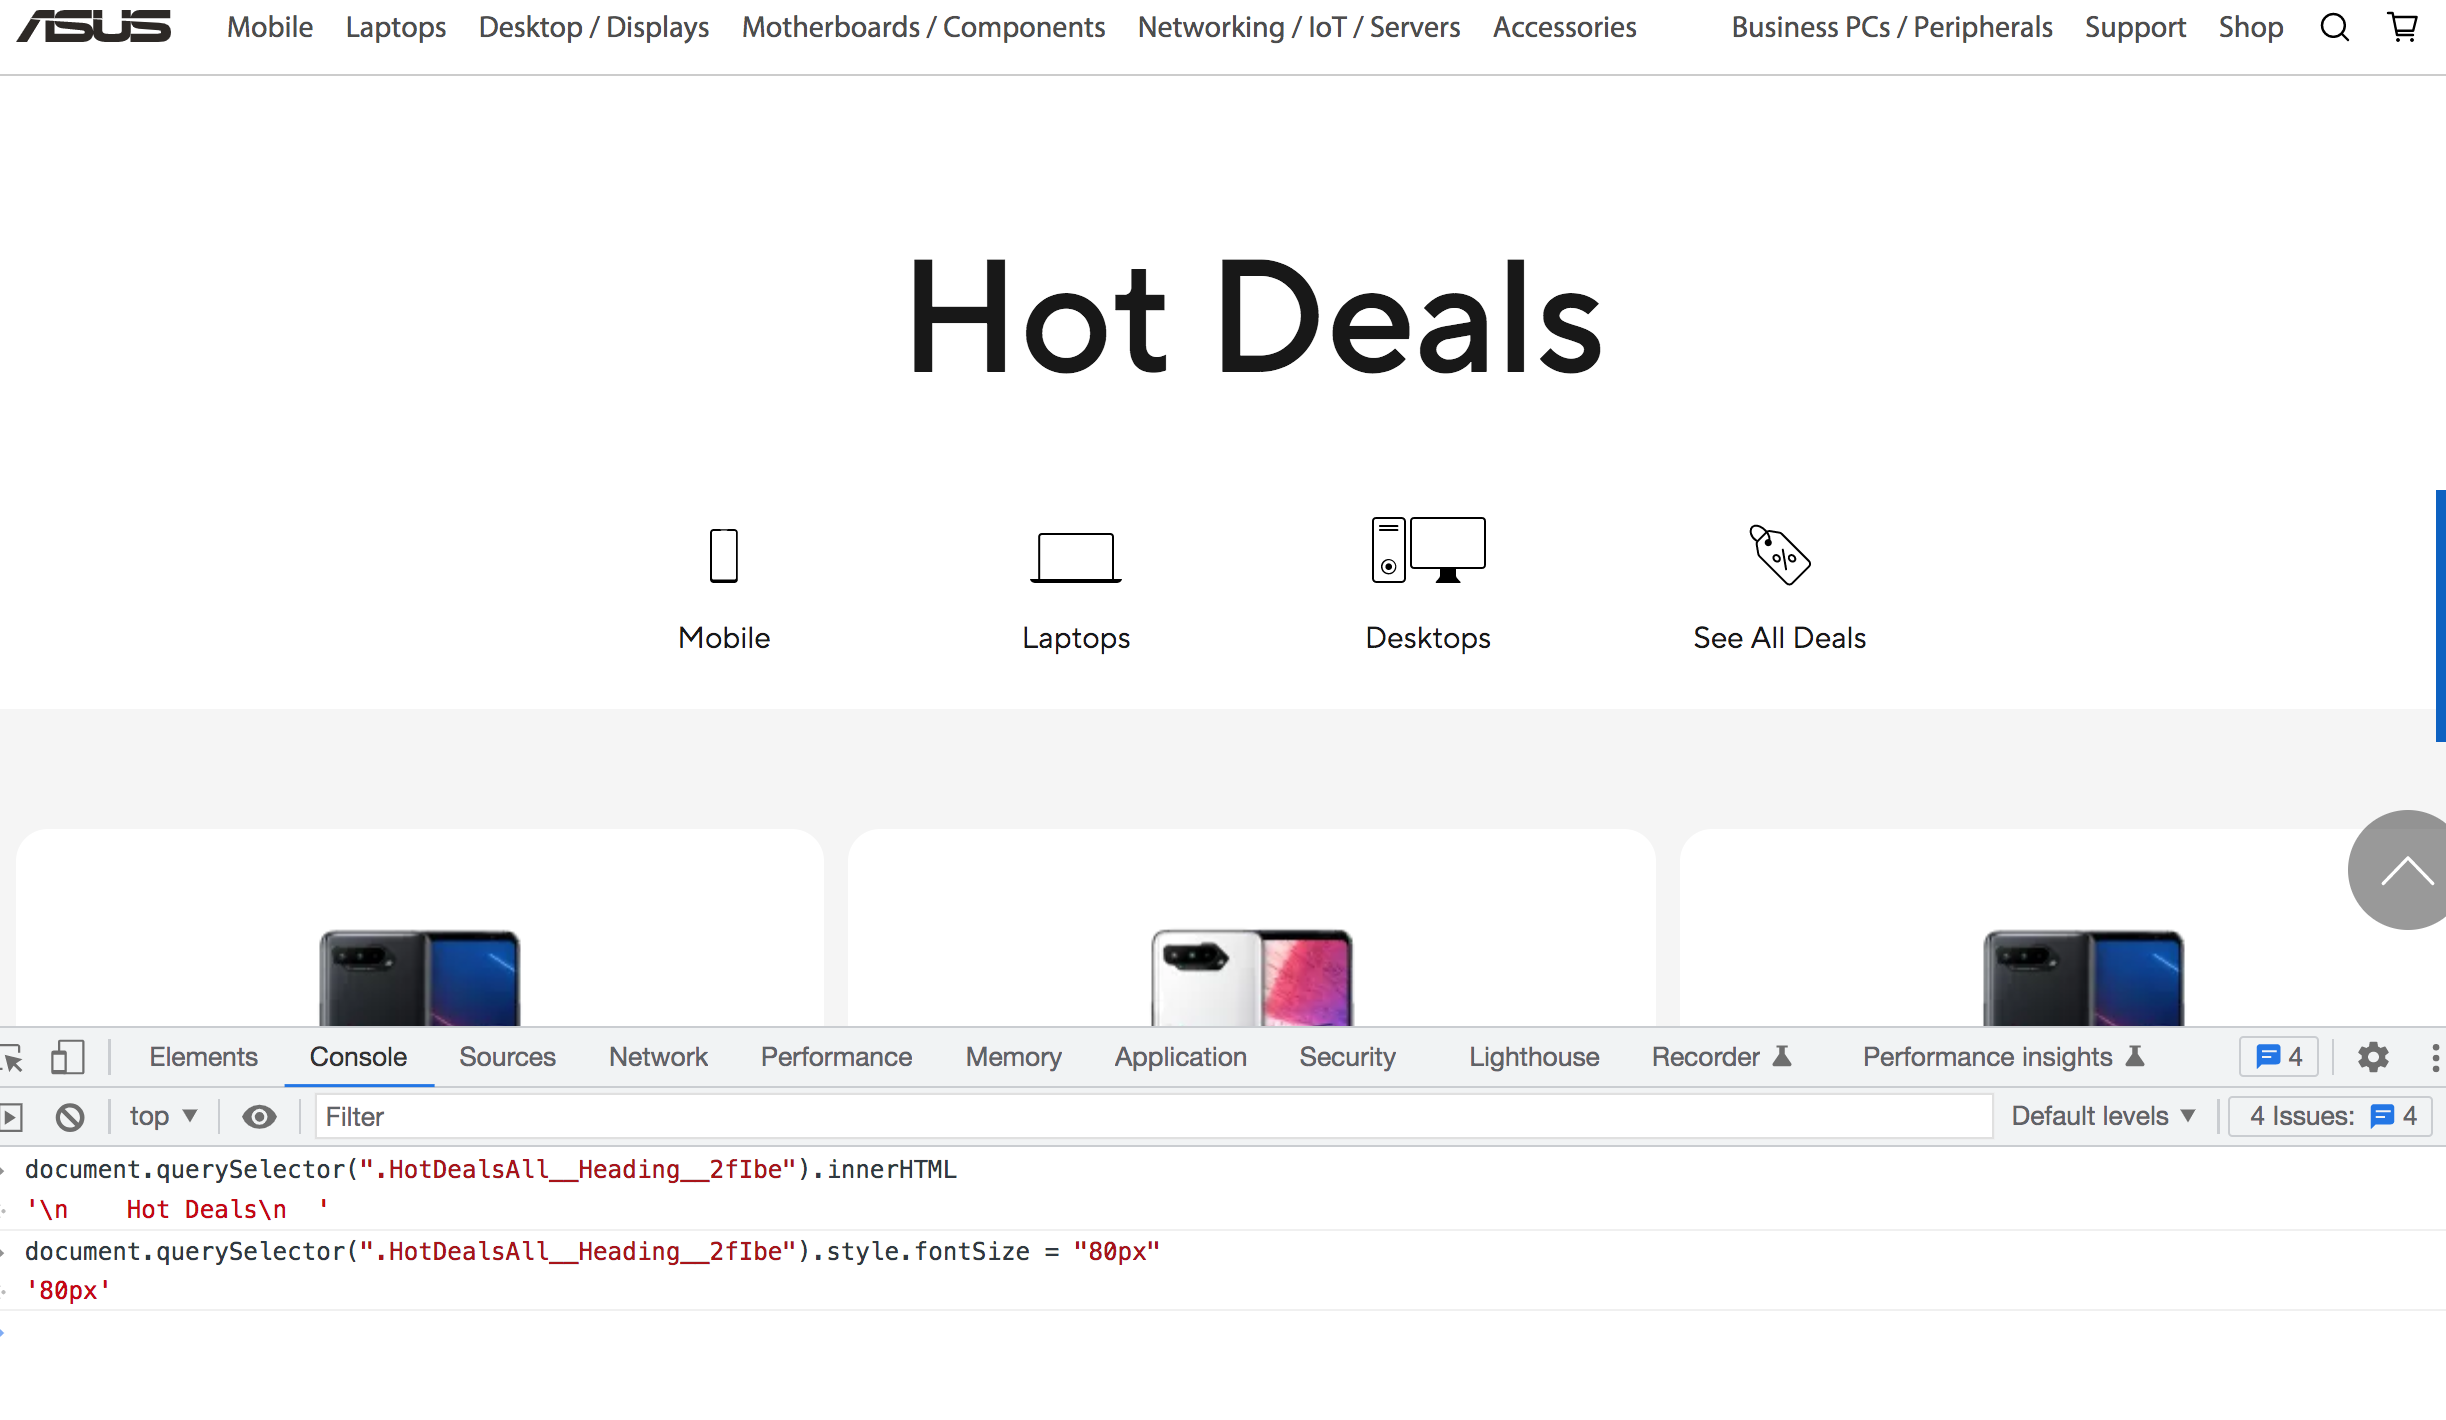 ASUS Mobile Laptops Desktop / Displays Motherboards / Components Networking / IoT / Servers Accessories Business PCs / Peripherals Support Shop
Hot Deals
Mobile Laptops Desktops See All Deals
Elements Console Sources Network Performance Memory Application Security Lighthouse Recorder Performance insights 4
top Filter Default levels 4 Issues: 4
document.querySelector(".HotDealsAll__Heading__2fIbe").innerHTML
'\n    Hot Deals\n  '
document.querySelector(".HotDealsAll__Heading__2fIbe").style.fontSize = "80px"
'80px'